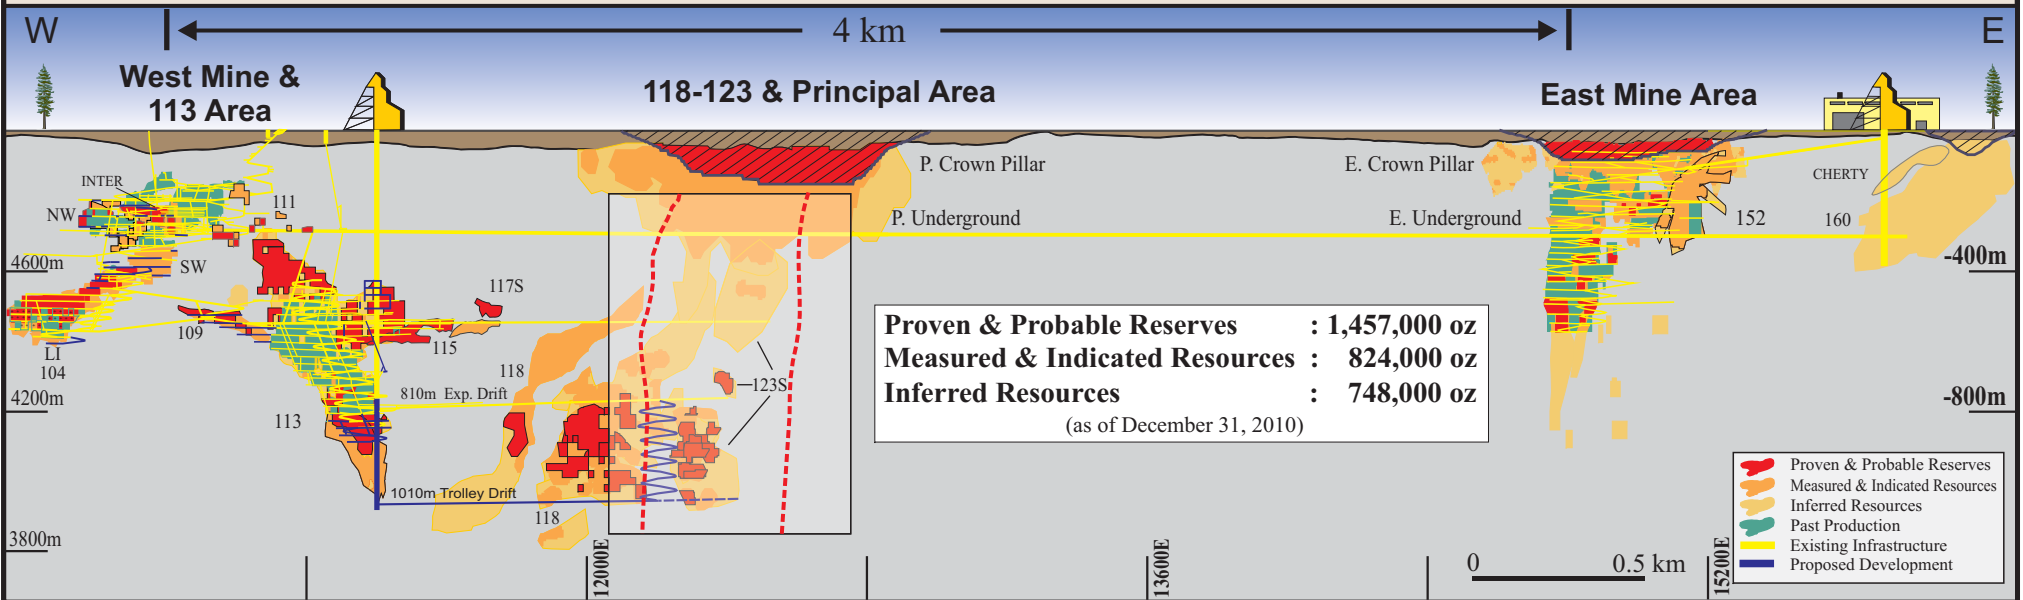 W
4 km
E
West Mine &
113 Area
118-123 & Principal Area
East Mine Area
P. Crown Pillar
E. Crown Pillar
CHERTY
INTER
NW
111
P. Underground
E. Underground
152
160
SW
4600m
-400m
117S
109
115
LI
104
118
810m Exp. Drift
123S
4200m
-800m
113
Proven & Probable Reserves : 1,457,000 oz
Measured & Indicated Resources : 824,000 oz
Inferred Resources : 748,000 oz
(as of December 31, 2010)
1010m Trolley Drift
118
3800m
12000E
13600E
15200E
0 0.5 km
Proven & Probable Reserves
Measured & Indicated Resources
Inferred Resources
Past Production
Existing Infrastructure
Proposed Development